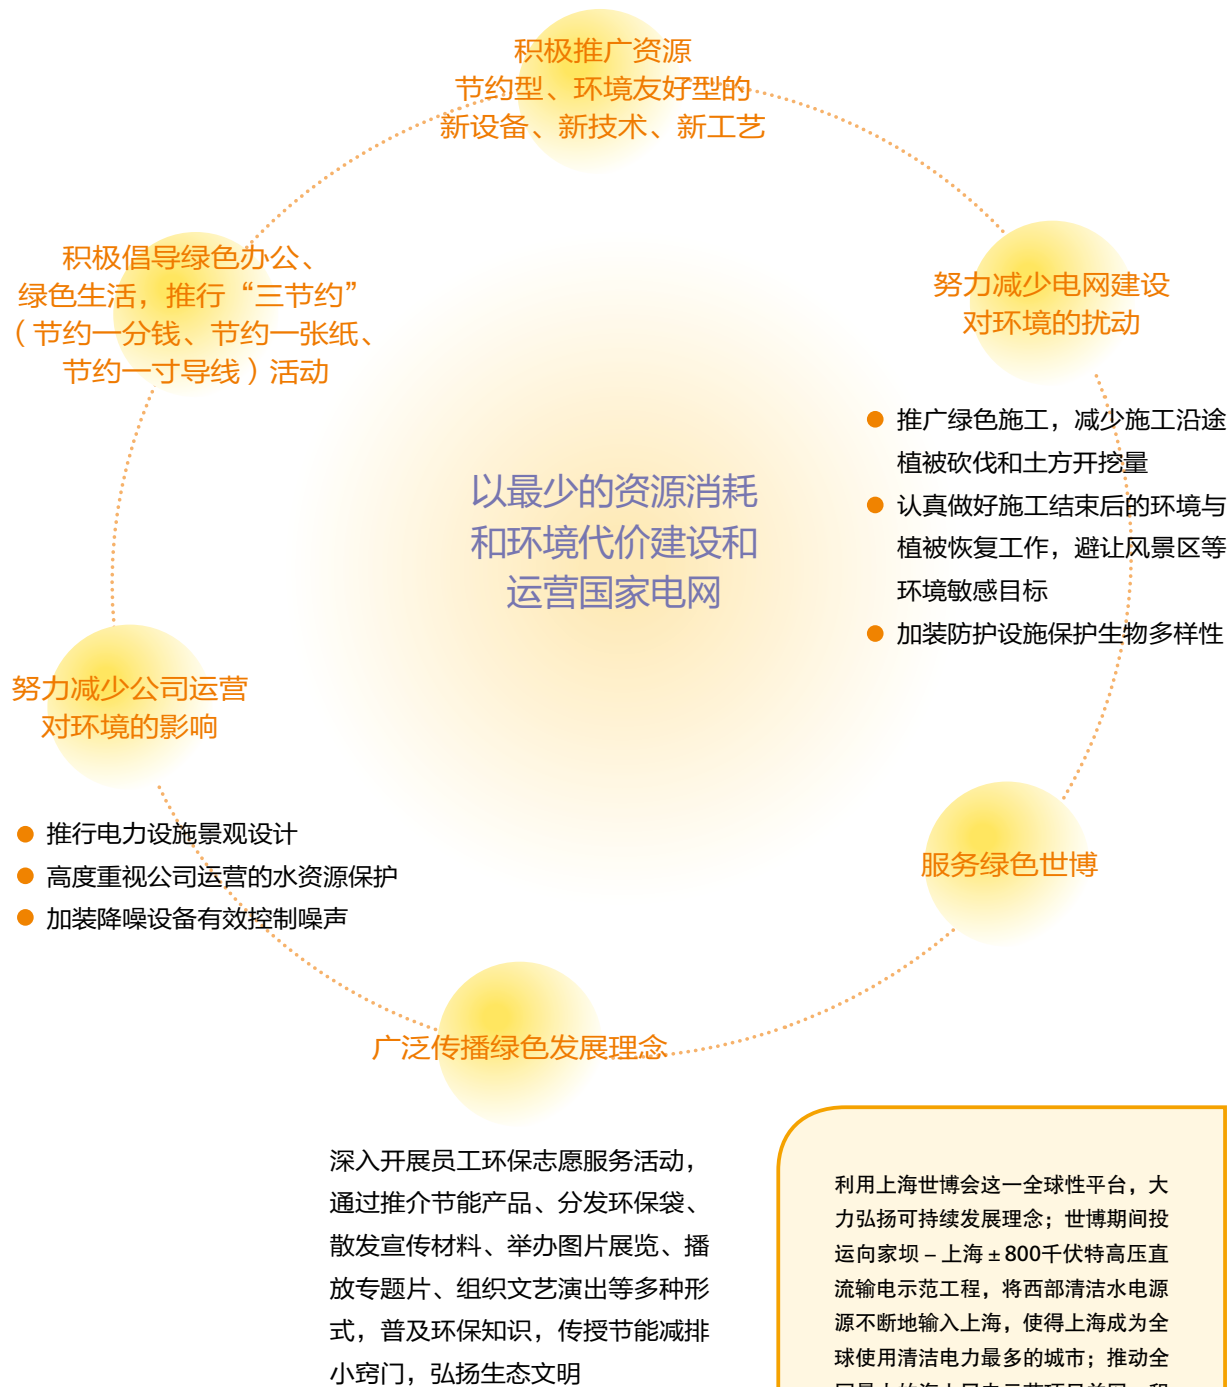 积极推广资源
节约型、环境友好型的
新设备、新技术、新工艺
积极倡导绿色办公、
绿色生活，推行“三节约”
（节约一分钱、节约一张纸、
节约一寸导线）活动
努力减少电网建设
对环境的扰动
推广绿色施工，减少施工沿途
植被砍伐和土方开挖量
认真做好施工结束后的环境与
植被恢复工作，避让风景区等
环境敏感目标
加装防护设施保护生物多样性
以最少的资源消耗
和环境代价建设和
运营国家电网
努力减少公司运营
对环境的影响
推行电力设施景观设计
高度重视公司运营的水资源保护
加装降噪设备有效控制噪声
服务绿色世博
广泛传播绿色发展理念
深入开展员工环保志愿服务活动，
通过推介节能产品、分发环保袋、
散发宣传材料、举办图片展览、播
放专题片、组织文艺演出等多种形
式，普及环保知识，传授节能减排
小窍门，弘扬生态文明
利用上海世博会这一全球性平台，大
力弘扬可持续发展理念；世博期间投
运向家坝－上海±800千伏特高压直
流输电示范工程，将西部清洁水电源
源不断地输入上海，使得上海成为全
球使用清洁电力最多的城市；推动全